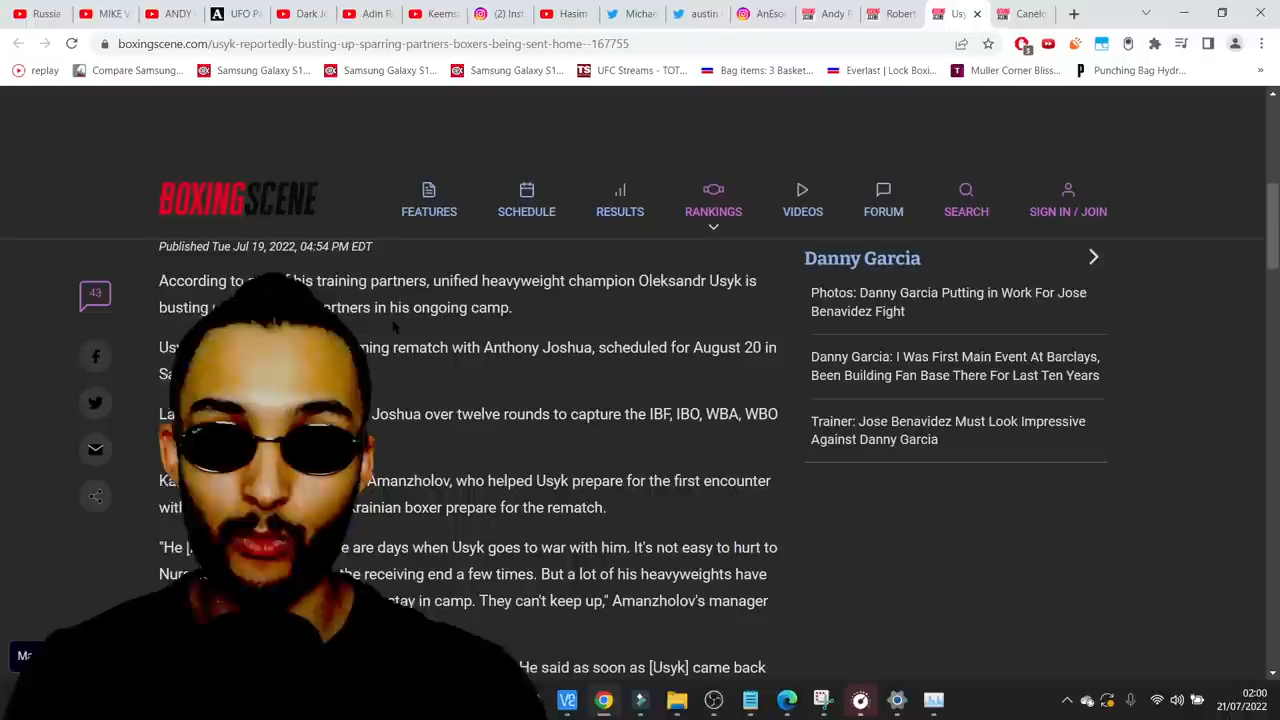 Russia
MIKE V
ANDY
UFO Pa
Dark Jo
Adin Ra
Keems
(2) Inst
Hasim
Michae
austin
AnEso
Andy R
Rober
Usy
Canelo
boxingscene.com/usyk-reportedly-busting-up-sparring-partners-boxer-being-sent-home--167755
3
replay
Compare Samsung...
Samsung Galaxy S1...
Samsung Galaxy S1...
Samsung Galaxy S1...
UFC Streams - TOT...
Bag items: 3 Basket...
Everlast | Lock Boxi...
Muller Corner Bliss...
Punching Bag Hydr...
»
BOXINGSCENE
FEATURES
SCHEDULE
RESULTS
RANKINGS
VIDEOS
FORUM
SEARCH
SIGN IN / JOIN
Published Tue Jul 19, 2022, 04:54 PM EDT
43
According to his training partners, unified heavyweight champion Oleksandr Usyk is
busting partners in his ongoing camp.
rematch with Anthony Joshua, scheduled for August 20 in
Joshua over twelve rounds to capture the IBF, IBO, WBA, WBO
Amanzholov, who helped Usyk prepare for the first encounter
boxer prepare for the rematch.
"He are days when Usyk goes to war with him. It's not easy to hurt to
the receiving end a few times. But a lot of his heavyweights have
stay in camp. They can't keep up," Amanzholov's manager
He said as soon as [Usyk] came back
Danny Garcia
Photos: Danny Garcia Putting in Work For Jose
Benavidez Fight
Danny Garcia: I Was First Main Event At Barclays,
Been Building Fan Base There For Last Ten Years
Trainer: Jose Benavidez Must Look Impressive
Against Danny Garcia
02:00
21/07/2022